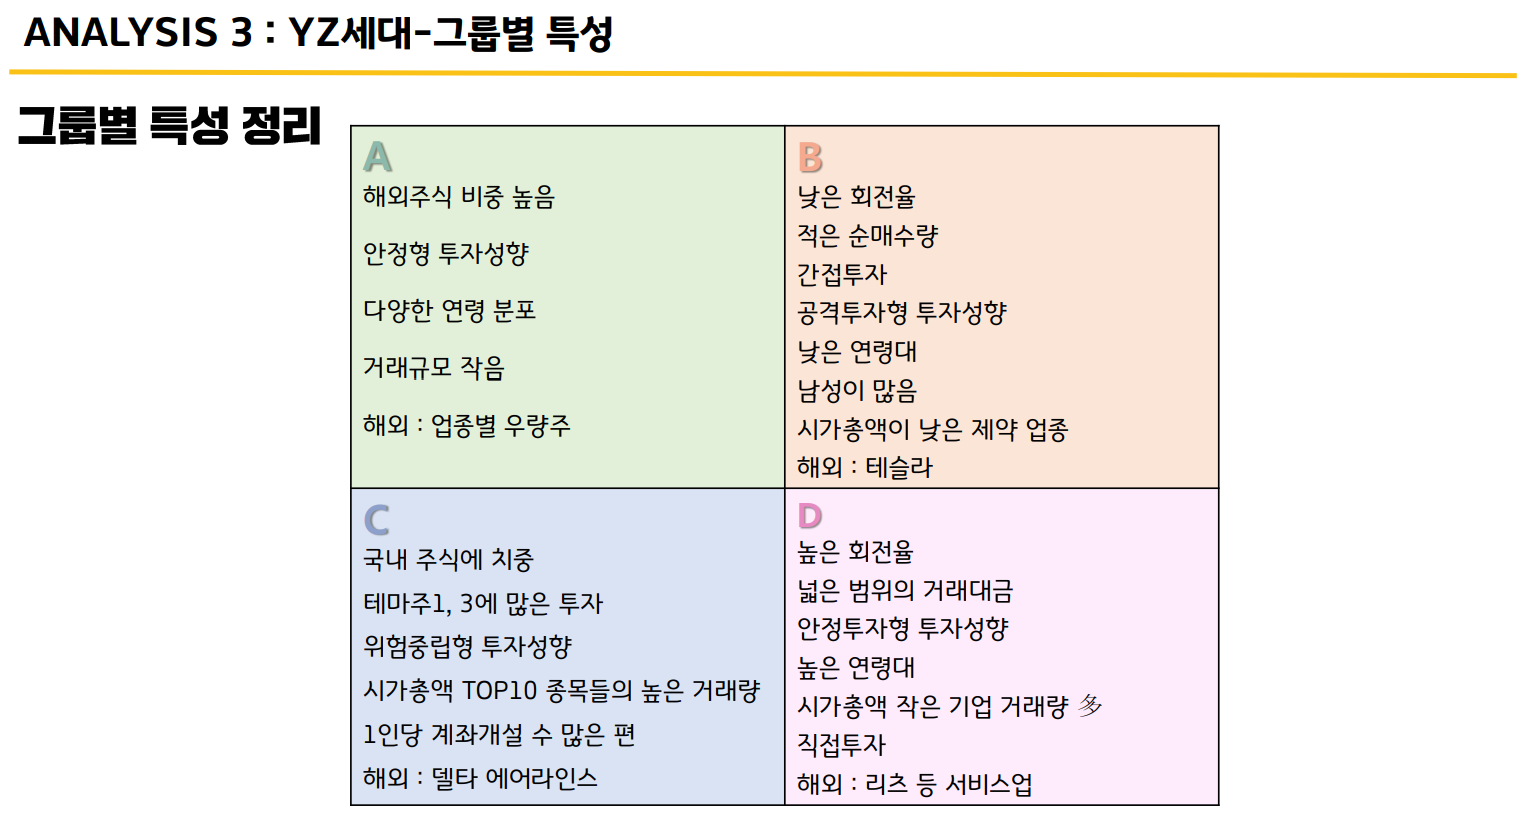 ANALYSIS 3 : YZ세대-그룹별 특성
그룹별 특성 정리
A
해외주식 비중 높음
안정형 투자성향
다양한 연령 분포
거래규모 작음
해외 : 업종별 우량주
B
낮은 회전율
적은 순매수량
간접투자
공격투자형 투자성향
낮은 연령대
남성이 많음
시가총액이 낮은 제약 업종
해외 : 테슬라
C
국내 주식에 치중
테마주1, 3에 많은 투자
위험중립형 투자성향
시가총액 TOP10 종목들의 높은 거래량
1인당 계좌개설 수 많은 편
해외 : 델타 에어라인스
D
높은 회전율
넓은 범위의 거래대금
안정투자형 투자성향
높은 연령대
시가총액 작은 기업 거래량 多
직접투자
해외 : 리츠 등 서비스업